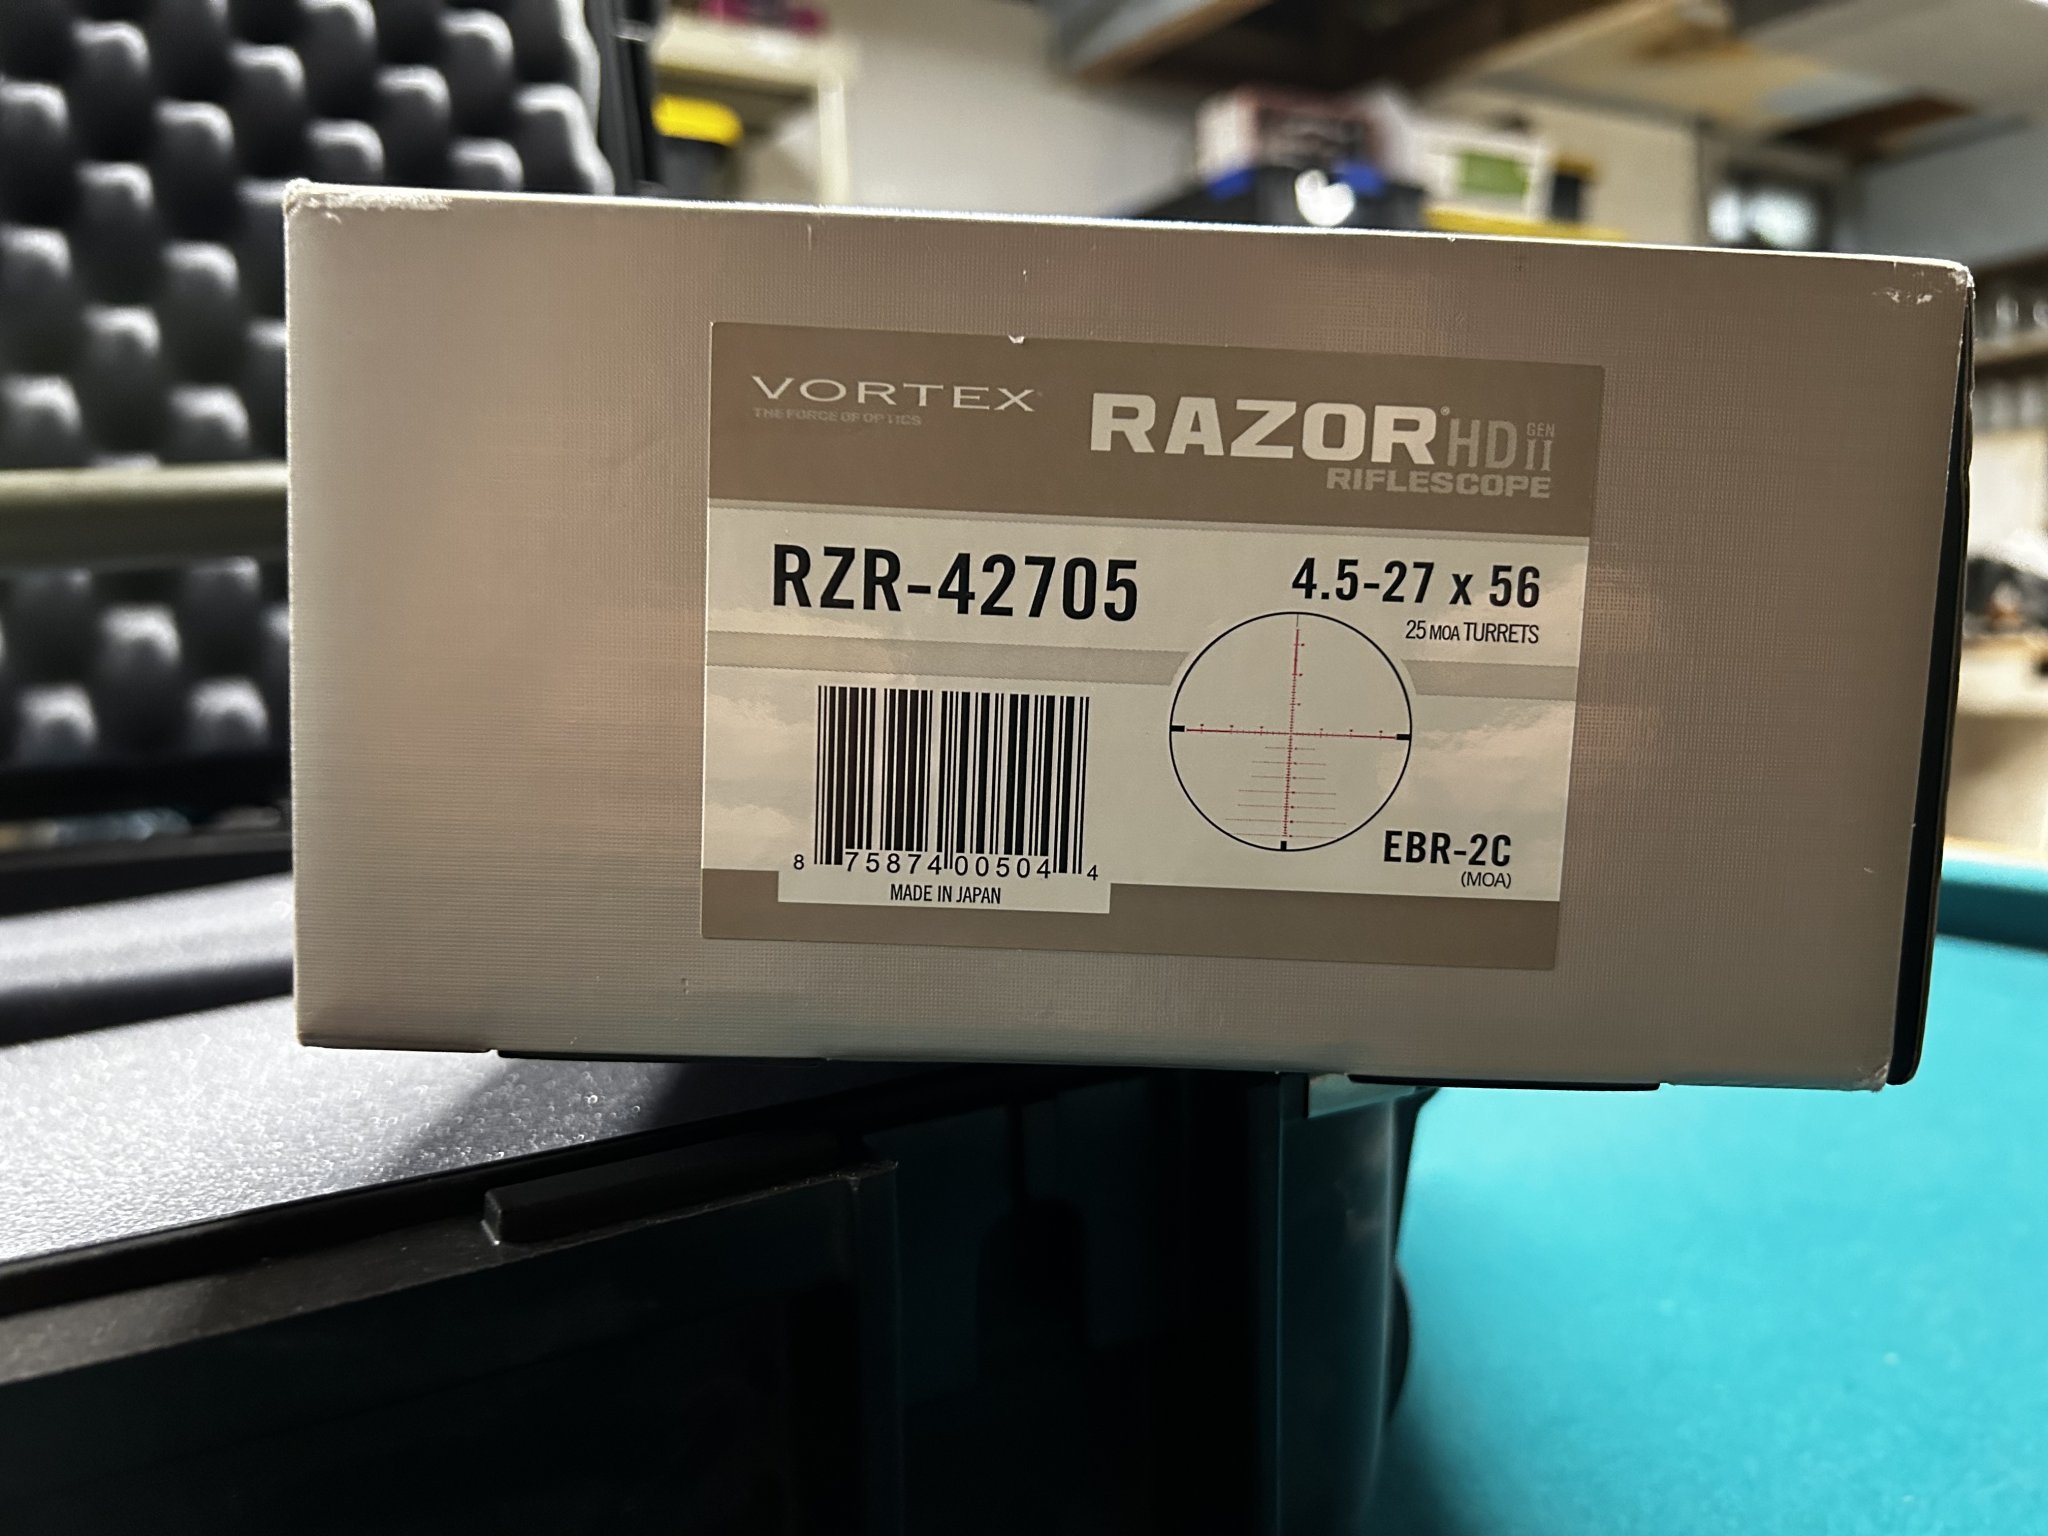 VORTEX
THE FORCE OF OPTICS
RAZOR® HD GEN II
RIFLESCOPE
RZR-42705
4.5-27 x 56
25 MOA TURRETS
8 75874 00504 4
MADE IN JAPAN
EBR-2C
(MOA)